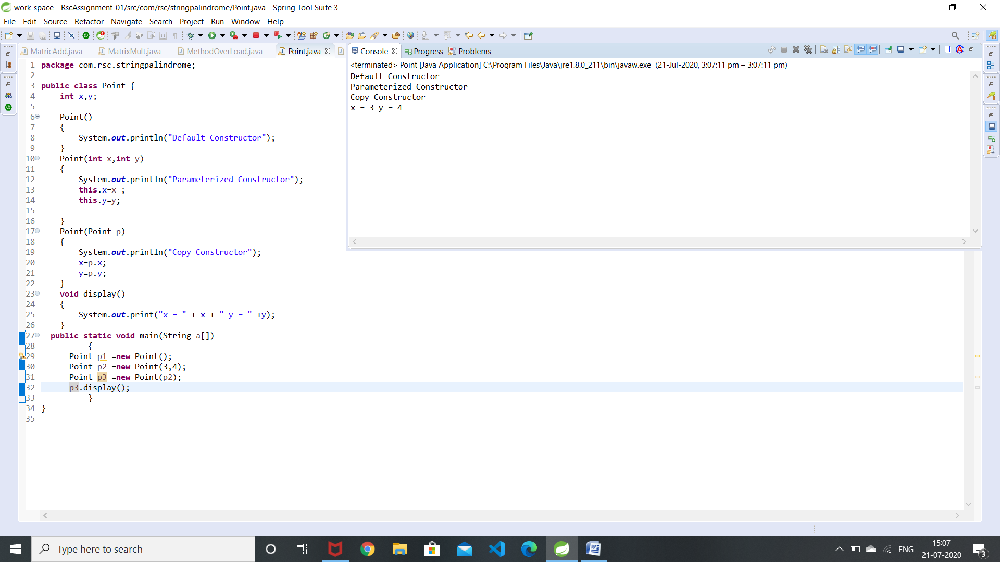 work_space - RscAssignment_01/src/com/rsc/stringpalindrome/Point.java - Spring Tool Suite 3
File Edit Source Refactor Navigate Search Project Run Window Help
MatricAdd.java MatrixMult.java MethodOverLoad.java Point.java
1 package com.rsc.stringpalindrome;
2
3 public class Point {
4     int x,y;
5
6     Point()
7     {
8         System.out.println("Default Constructor");
9     }
10     Point(int x,int y)
11     {
12         System.out.println("Parameterized Constructor");
13         this.x=x ;
14         this.y=y;
15
16     }
17     Point(Point p)
18     {
19         System.out.println("Copy Constructor");
20         x=p.x;
21         y=p.y;
22     }
23     void display()
24     {
25         System.out.print("x = " + x + " y = " +y);
26     }
27   public static void main(String a[])
28           {
29       Point p1 =new Point();
30       Point p2 =new Point(3,4);
31       Point p3 =new Point(p2);
32       p3.display();
33           }
34 }
35
Console Progress Problems
<terminated> Point [Java Application] C:\Program Files\Java\jre1.8.0_211\bin\javaw.exe (21-Jul-2020, 3:07:11 pm – 3:07:11 pm)
Default Constructor
Parameterized Constructor
Copy Constructor
x = 3 y = 4
Type here to search
ENG
15:07
21-07-2020
3